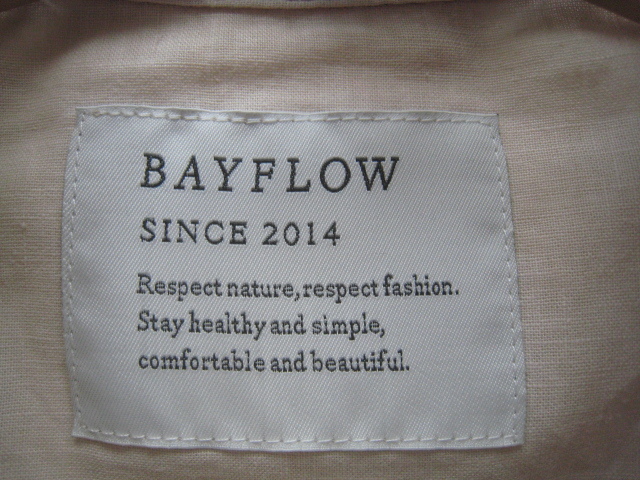 BAYFLOW
SINCE 2014
Respect nature, respect fashion.
Stay healthy and simple,
comfortable and beautiful.